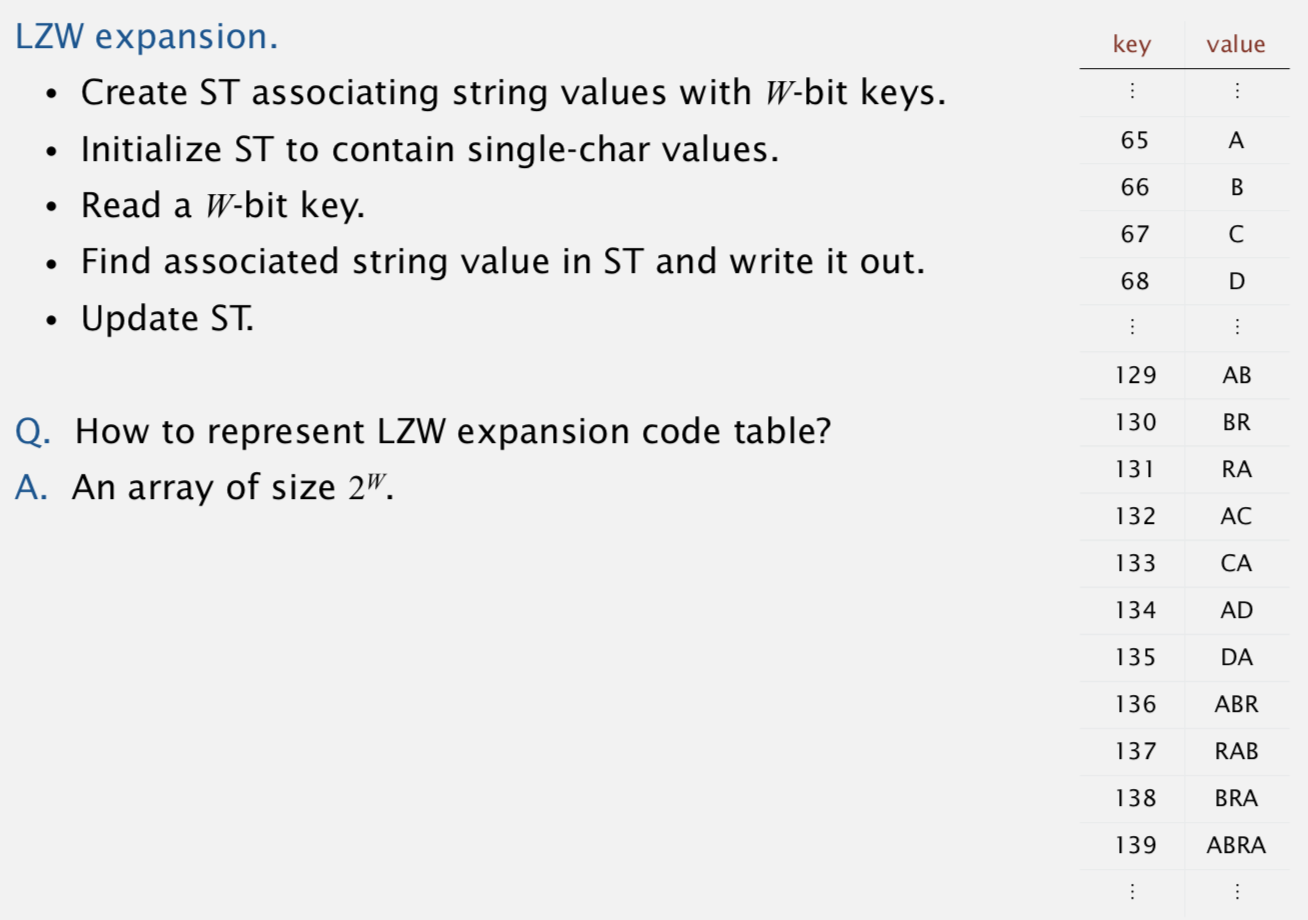 LZW expansion.
• Create ST associating string values with W-bit keys.
• Initialize ST to contain single-char values.
• Read a W-bit key.
• Find associated string value in ST and write it out.
• Update ST.
Q. How to represent LZW expansion code table?
A. An array of size 2^W.
key value
⋮ ⋮
65 A
66 B
67 C
68 D
⋮ ⋮
129 AB
130 BR
131 RA
132 AC
133 CA
134 AD
135 DA
136 ABR
137 RAB
138 BRA
139 ABRA
⋮ ⋮